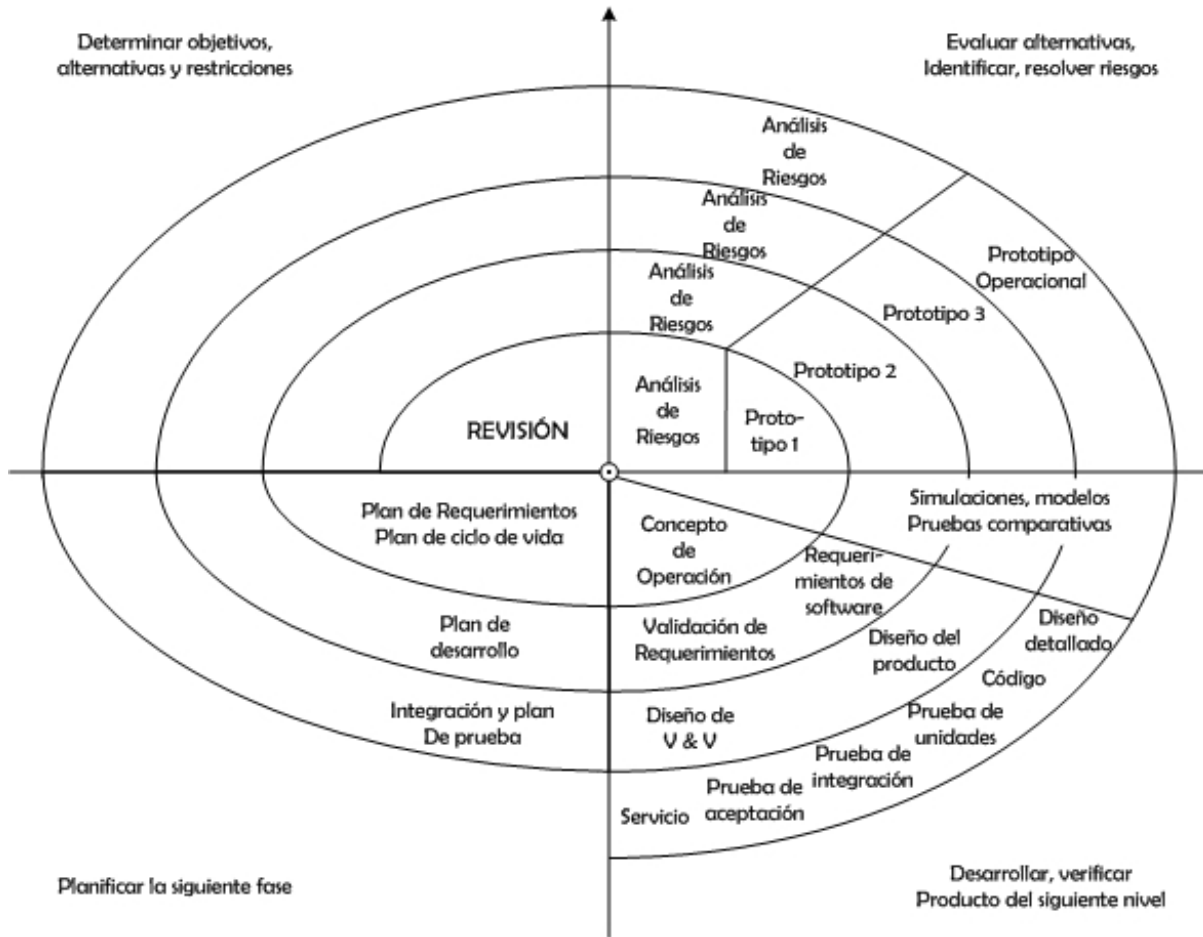 Determinar objetivos,
alternativas y restricciones
Evaluar alternativas,
Identificar, resolver riesgos
Análisis
de
Riesgos
Análisis
de
Riesgos
Análisis
de
Riesgos
Análisis
de
Riesgos
Prototipo
Operacional
Prototipo 3
Prototipo 2
Proto-
tipo 1
REVISIÓN
Plan de Requerimientos
Plan de ciclo de vida
Concepto
de
Operación
Simulaciones, modelos
Pruebas comparativas
Requeri-
mientos de
software
Plan de
desarrollo
Validación de
Requerimientos
Diseño del
producto
Diseño
detallado
Código
Integración y plan
De prueba
Diseño de
V & V
Prueba de
unidades
Prueba de
integración
Prueba de
aceptación
Servicio
Planificar la siguiente fase
Desarrollar, verificar
Producto del siguiente nivel